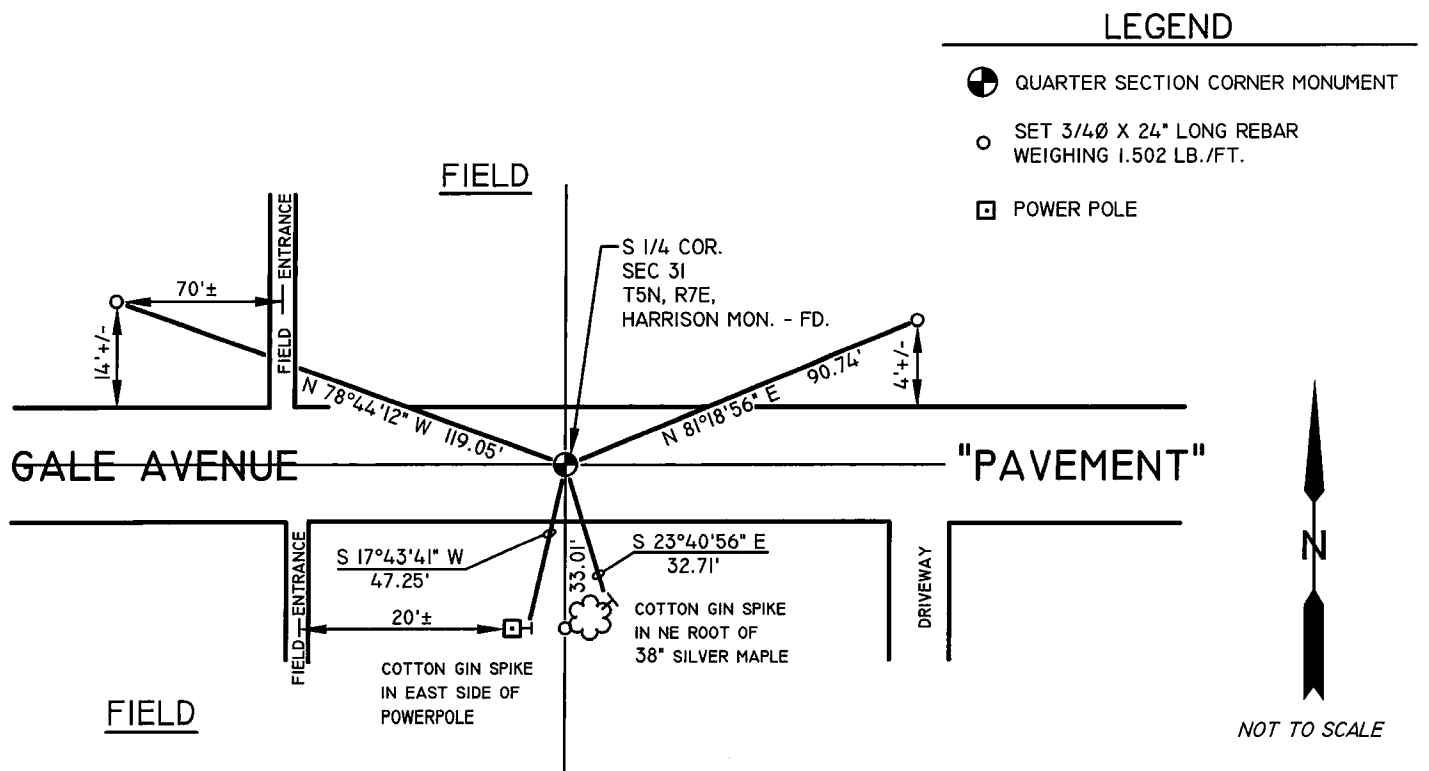 LEGEND
QUARTER SECTION CORNER MONUMENT
SET 3/4Ø X 24" LONG REBAR
WEIGHING 1.502 LB./FT.
POWER POLE
FIELD
FIELD ENTRANCE
S 1/4 COR.
SEC 31
T5N, R7E,
HARRISON MON. - FD.
70'±
14'+/-
4'+/-
N 78°44'12" W 119.05'
N 81°18'56" E 90.74'
GALE AVENUE
"PAVEMENT"
S 17°43'41" W
47.25'
33.01'
S 23°40'56" E
32.71'
FIELD ENTRANCE
20'±
COTTON GIN SPIKE
IN NE ROOT OF
38" SILVER MAPLE
COTTON GIN SPIKE
IN EAST SIDE OF
POWERPOLE
DRIVEWAY
FIELD
N
NOT TO SCALE